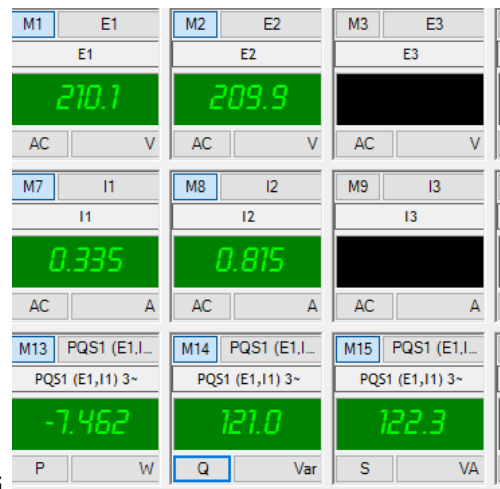 M1 E1 M2 E2 M3 E3
E1 E2 E3
210.1 209.9
AC V AC V AC V
M7 I1 M8 I2 M9 I3
I1 I2 I3
0.335 0.815
AC A AC A AC A
M13 PQS1 (E1,I... M14 PQS1 (E1,I... M15 PQS1 (E1,I...
PQS1 (E1,I1) 3~ PQS1 (E1,I1) 3~ PQS1 (E1,I1) 3~
-7.462 121.0 122.3
P W Q Var S VA